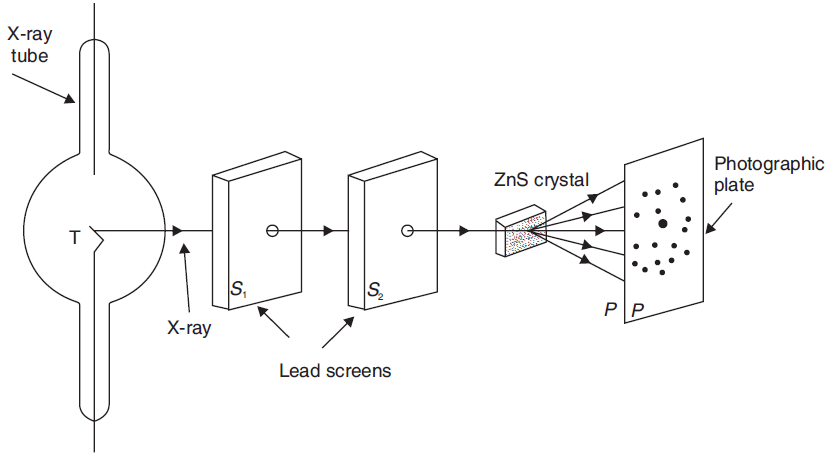 X-ray
tube
ZnS crystal
Photographic
plate
T
S1
S2
P P
X-ray
Lead screens